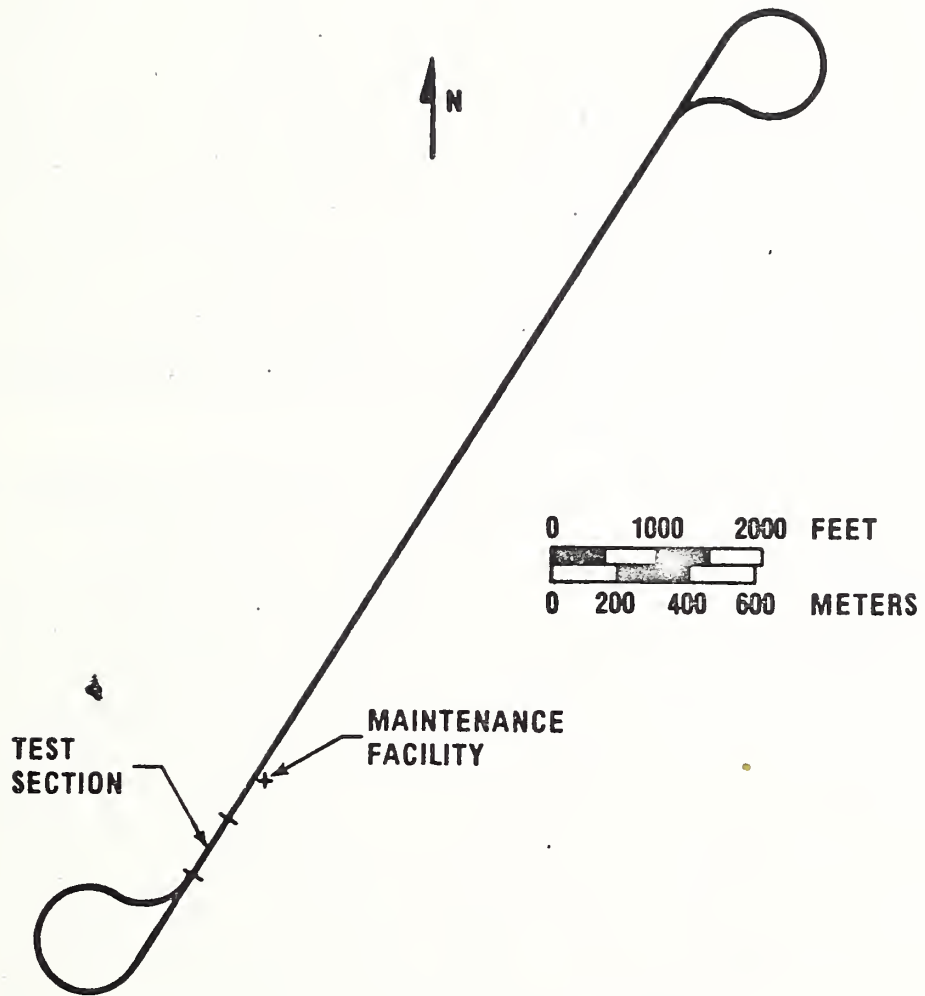 N
0 1000 2000 FEET
0 200 400 600 METERS
MAINTENANCE
FACILITY
TEST
SECTION